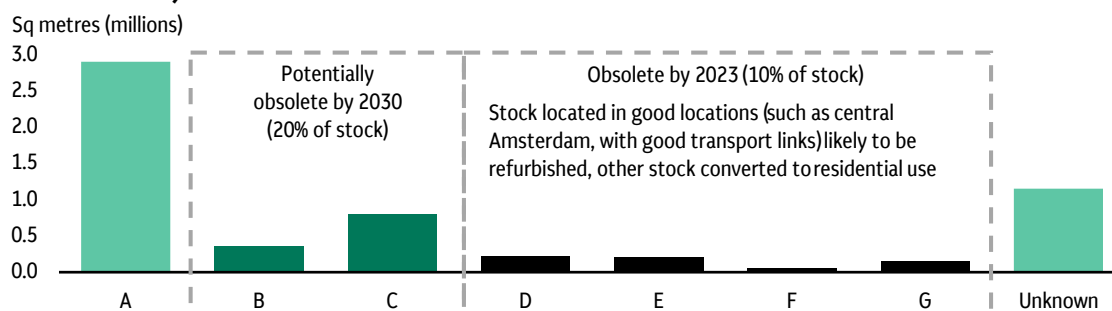 Sq metres (millions)
3.0
2.5
2.0
1.5
1.0
0.5
0.0
Potentially
obsolete by 2030
(20% of stock)
Obsolete by 2023 (10% of stock)
Stock located in good locations (such as central
Amsterdam, with good transport links) likely to be
refurbished, other stock converted to residential use
A B C D E F G Unknown